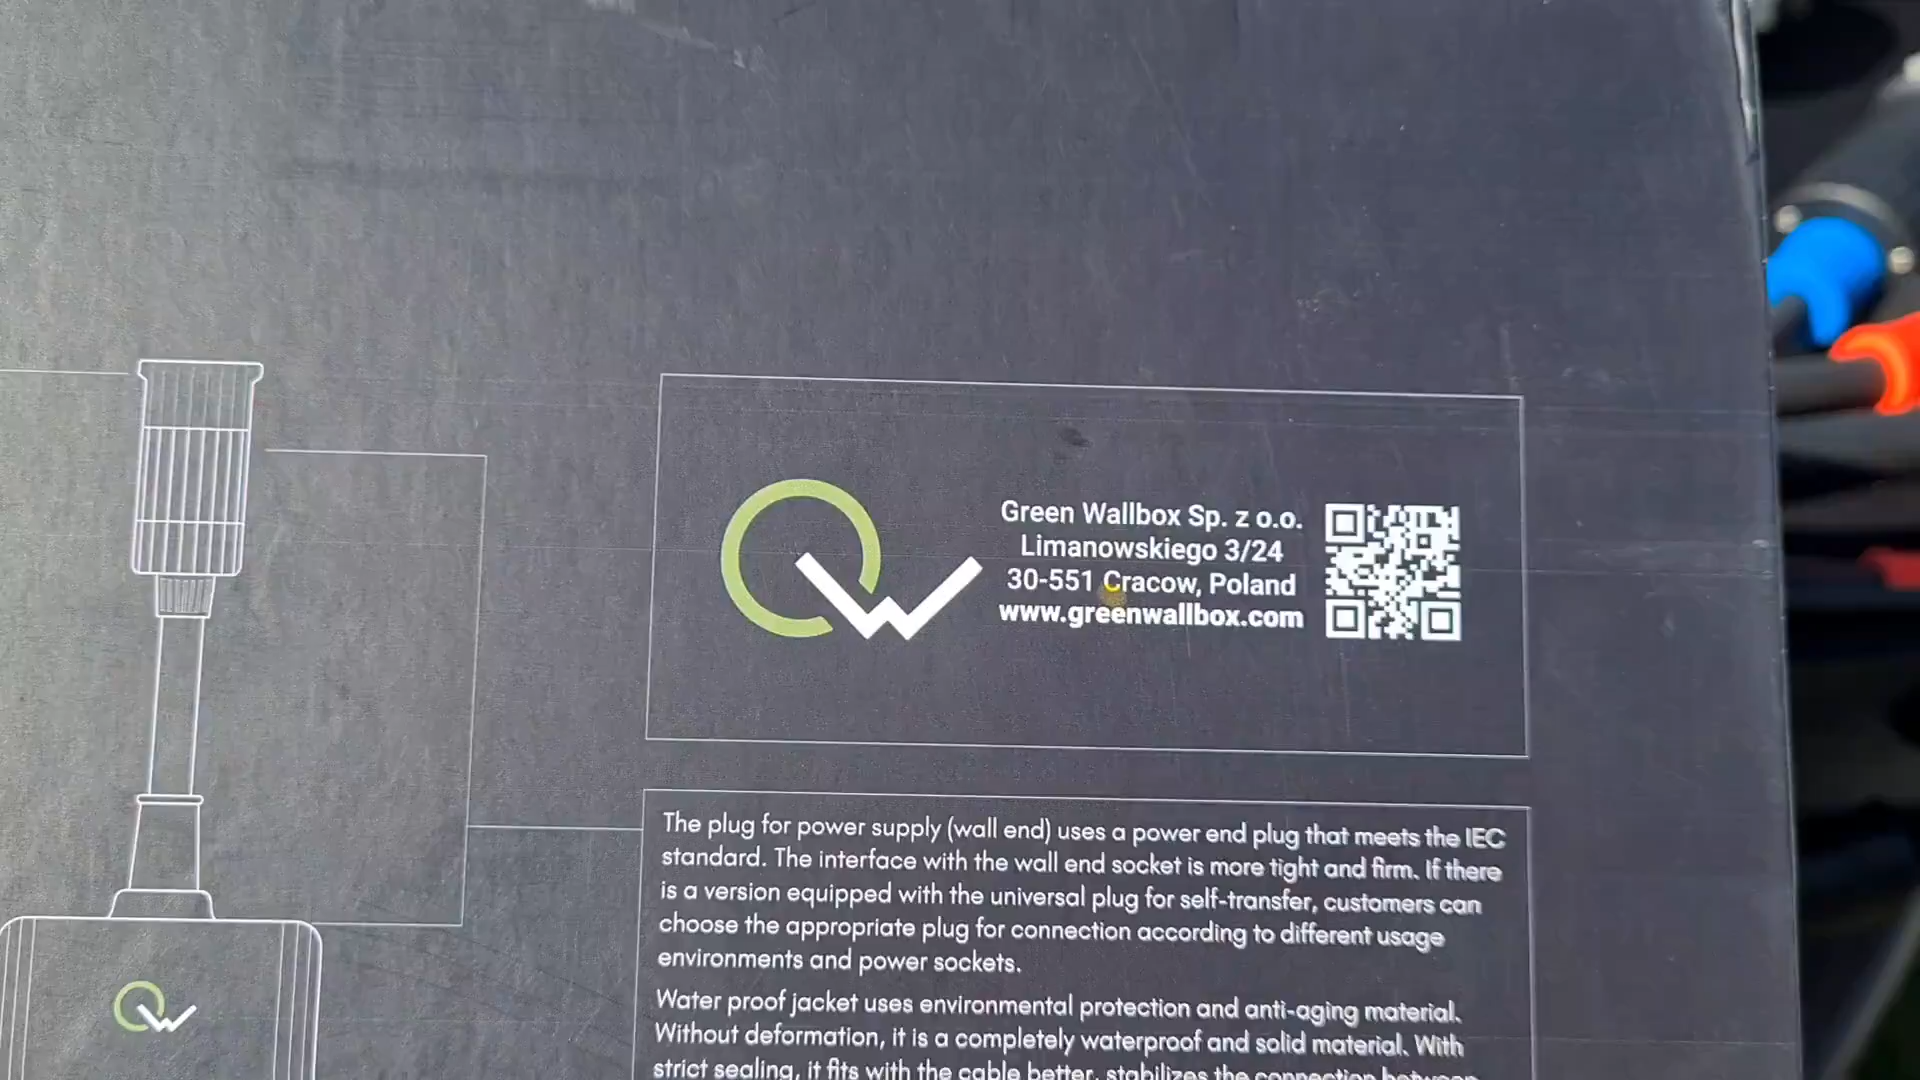 Green Wallbox Sp. z o.o.
Limanowskiego 3/24
30-551 Cracow, Poland
www.greenwallbox.com
The plug for power supply (wall end) uses a power end plug that meets the IEC
standard. The interface with the wall end socket is more tight and firm. If there
is a version equipped with the universal plug for self-transfer, customers can
choose the appropriate plug for connection according to different usage
environments and power sockets.
Water proof jacket uses environmental protection and anti-aging material.
Without deformation, it is a completely waterproof and solid material. With
strict sealing, it fits with the cable better, stabilizes the connection between